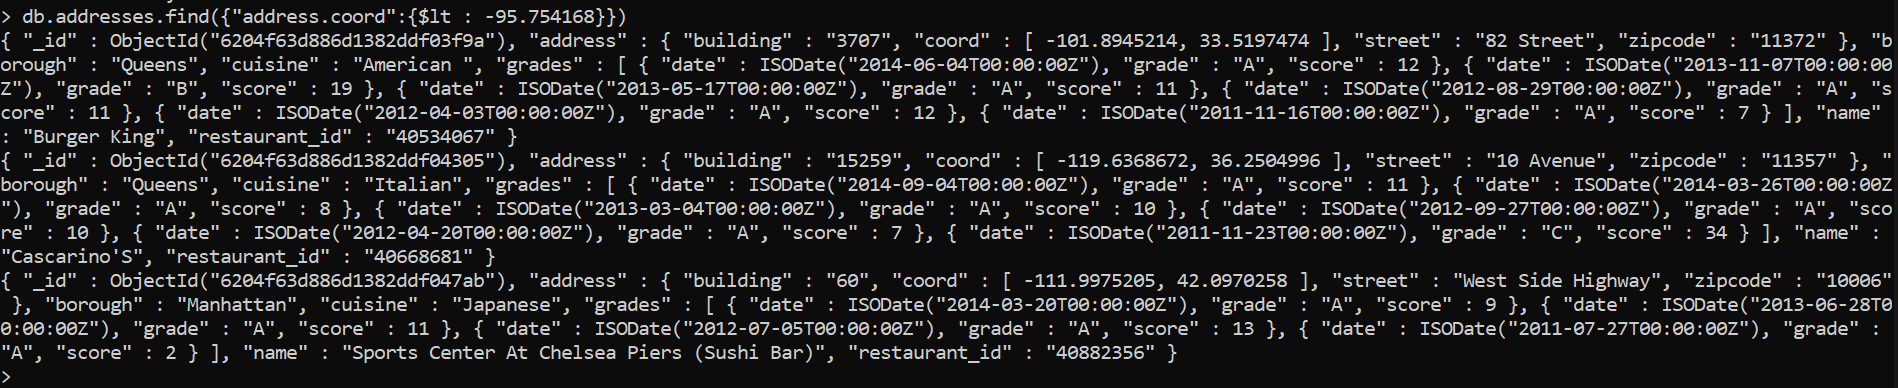 > db.addresses.find({"address.coord":{$lt : -95.754168}})
{ "_id" : ObjectId("6204f63d886d1382ddf03f9a"), "address" : { "building" : "3707", "coord" : [ -101.8945214, 33.5197474 ], "street" : "82 Street", "zipcode" : "11372" }, "b
orough" : "Queens", "cuisine" : "American ", "grades" : [ { "date" : ISODate("2014-06-04T00:00:00Z"), "grade" : "A", "score" : 12 }, { "date" : ISODate("2013-11-07T00:00:00
Z"), "grade" : "B", "score" : 19 }, { "date" : ISODate("2013-05-17T00:00:00Z"), "grade" : "A", "score" : 11 }, { "date" : ISODate("2012-08-29T00:00:00Z"), "grade" : "A", "s
core" : 11 }, { "date" : ISODate("2012-04-03T00:00:00Z"), "grade" : "A", "score" : 12 }, { "date" : ISODate("2011-11-16T00:00:00Z"), "grade" : "A", "score" : 7 } ], "name"
: "Burger King", "restaurant_id" : "40534067" }
{ "_id" : ObjectId("6204f63d886d1382ddf04305"), "address" : { "building" : "15259", "coord" : [ -119.6368672, 36.2504996 ], "street" : "10 Avenue", "zipcode" : "11357" }, "
borough" : "Queens", "cuisine" : "Italian", "grades" : [ { "date" : ISODate("2014-09-04T00:00:00Z"), "grade" : "A", "score" : 11 }, { "date" : ISODate("2014-03-26T00:00:00Z
"), "grade" : "A", "score" : 8 }, { "date" : ISODate("2013-03-04T00:00:00Z"), "grade" : "A", "score" : 10 }, { "date" : ISODate("2012-09-27T00:00:00Z"), "grade" : "A", "sco
re" : 10 }, { "date" : ISODate("2012-04-20T00:00:00Z"), "grade" : "A", "score" : 7 }, { "date" : ISODate("2011-11-23T00:00:00Z"), "grade" : "C", "score" : 34 } ], "name" :
"Cascarino'S", "restaurant_id" : "40668681" }
{ "_id" : ObjectId("6204f63d886d1382ddf047ab"), "address" : { "building" : "60", "coord" : [ -111.9975205, 42.0970258 ], "street" : "West Side Highway", "zipcode" : "10006"
 }, "borough" : "Manhattan", "cuisine" : "Japanese", "grades" : [ { "date" : ISODate("2014-03-20T00:00:00Z"), "grade" : "A", "score" : 9 }, { "date" : ISODate("2013-06-28T0
0:00:00Z"), "grade" : "A", "score" : 11 }, { "date" : ISODate("2012-07-05T00:00:00Z"), "grade" : "A", "score" : 13 }, { "date" : ISODate("2011-07-27T00:00:00Z"), "grade" :
"A", "score" : 2 } ], "name" : "Sports Center At Chelsea Piers (Sushi Bar)", "restaurant_id" : "40882356" }
>